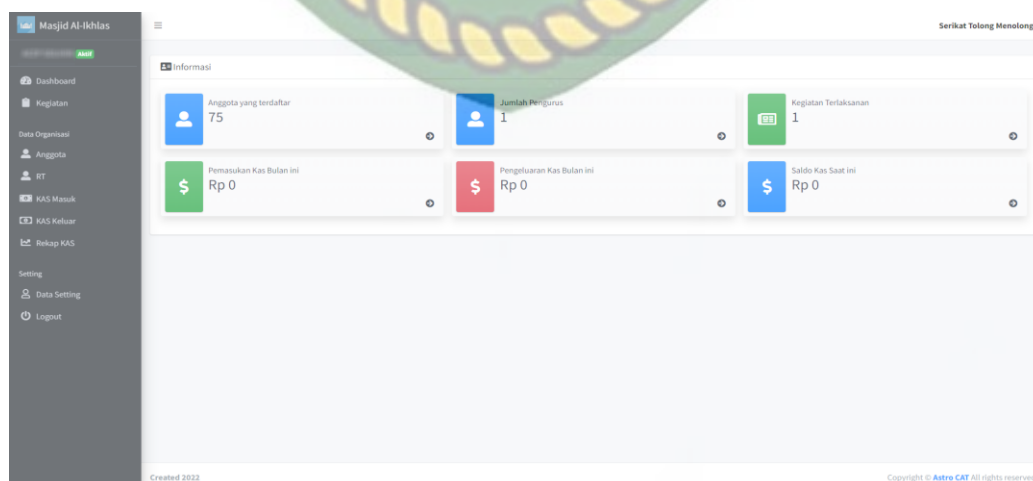 Masjid Al-Ikhlas
Serikat Tolong Menolong
Aktif
Dashboard
Kegiatan
Data Organisasi
Anggota
RT
KAS Masuk
KAS Keluar
Rekap KAS
Setting
Data Setting
Logout
Informasi
Anggota yang terdaftar
75
Jumlah Pengurus
1
Kegiatan Terlaksanan
1
Pemasukan Kas Bulan ini
Rp 0
Pengeluaran Kas Bulan ini
Rp 0
Saldo Kas Saat ini
Rp 0
Created 2022
Copyright © Astro CAT All rights reserved